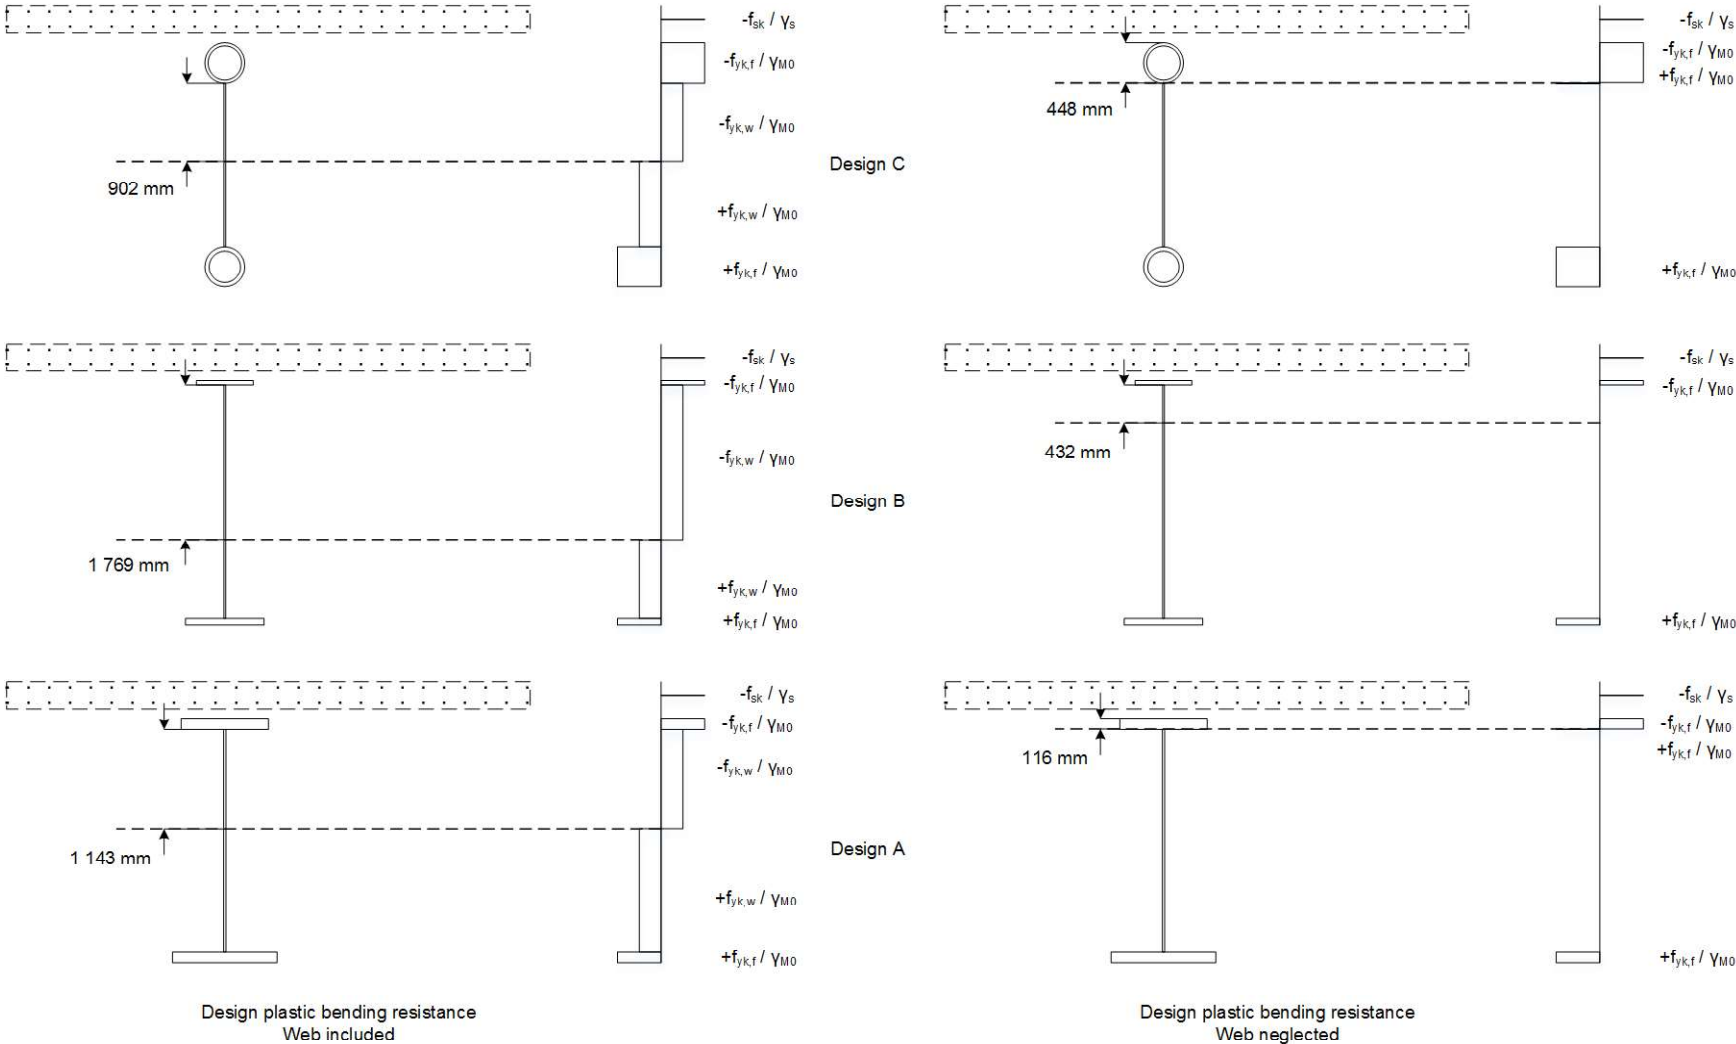 -fsk / γs
-fyk,f / γM0
-fyk,w / γM0
902 mm
+fyk,w / γM0
+fyk,f / γM0
Design C
-fsk / γs
-fyk,f / γM0
+fyk,f / γM0
448 mm
+fyk,f / γM0
-fsk / γs
-fyk,f / γM0
-fyk,w / γM0
1 769 mm
+fyk,w / γM0
+fyk,f / γM0
Design B
-fsk / γs
-fyk,f / γM0
432 mm
+fyk,f / γM0
-fsk / γs
-fyk,f / γM0
-fyk,w / γM0
1 143 mm
+fyk,w / γM0
+fyk,f / γM0
Design A
-fsk / γs
-fyk,f / γM0
+fyk,f / γM0
116 mm
+fyk,f / γM0
Design plastic bending resistance
Web included
Design plastic bending resistance
Web neglected